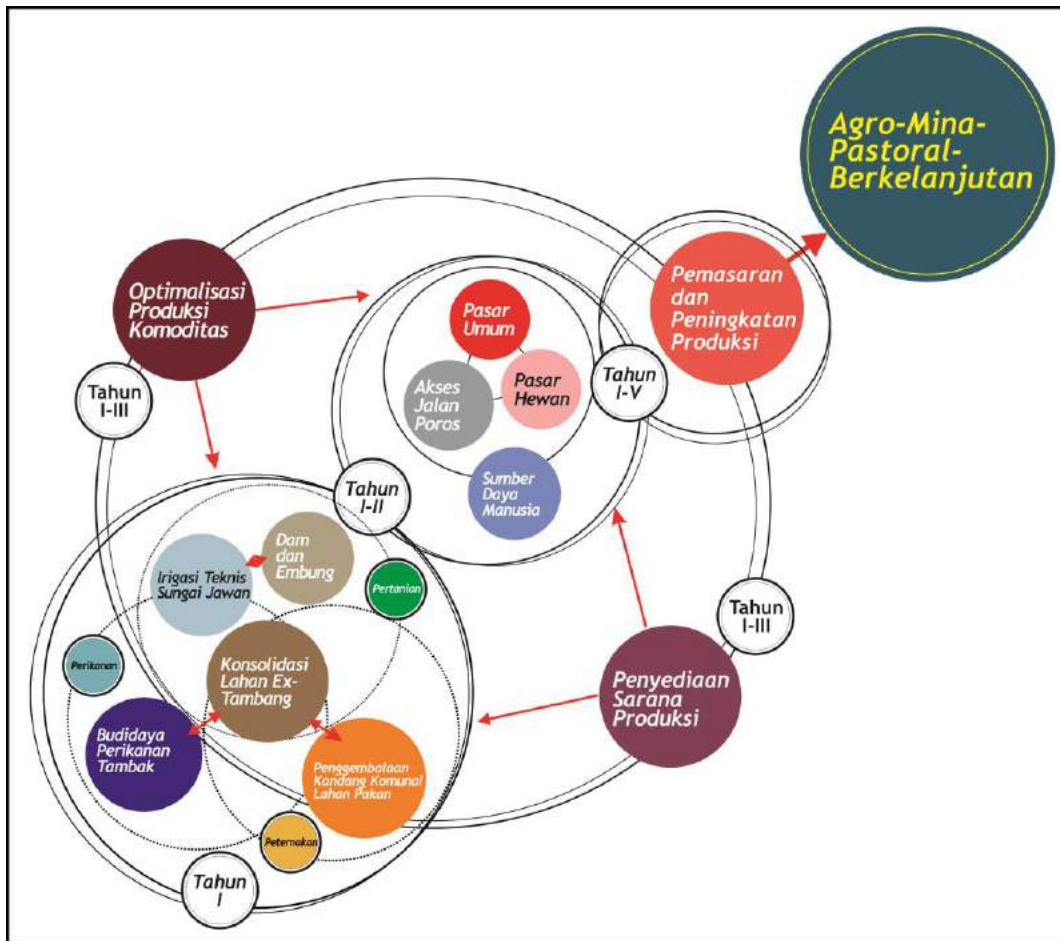 Agro-Mina-
Pastoral-
Berkelanjutan
Optimalisasi
Produksi
Komoditas
Pemasaran
dan
Peningkatan
Produksi
Pasar
Umum
Akses
Jalan
Poros
Pasar
Hewan
Tahun
I-V
Tahun
I-III
Sumber
Daya
Manusia
Tahun
I-II
Dam
dan
Embung
Irigasi Teknis
Sungai Jawan
Pertanian
Tahun
I-III
Perikanan
Konsolidasi
Lahan Ex-
Tambang
Penyediaan
Sarana
Produksi
Budidaya
Perikanan
Tambak
Penggembalaan
Kandang Komunal
Lahan Pakan
Peternakan
Tahun
I